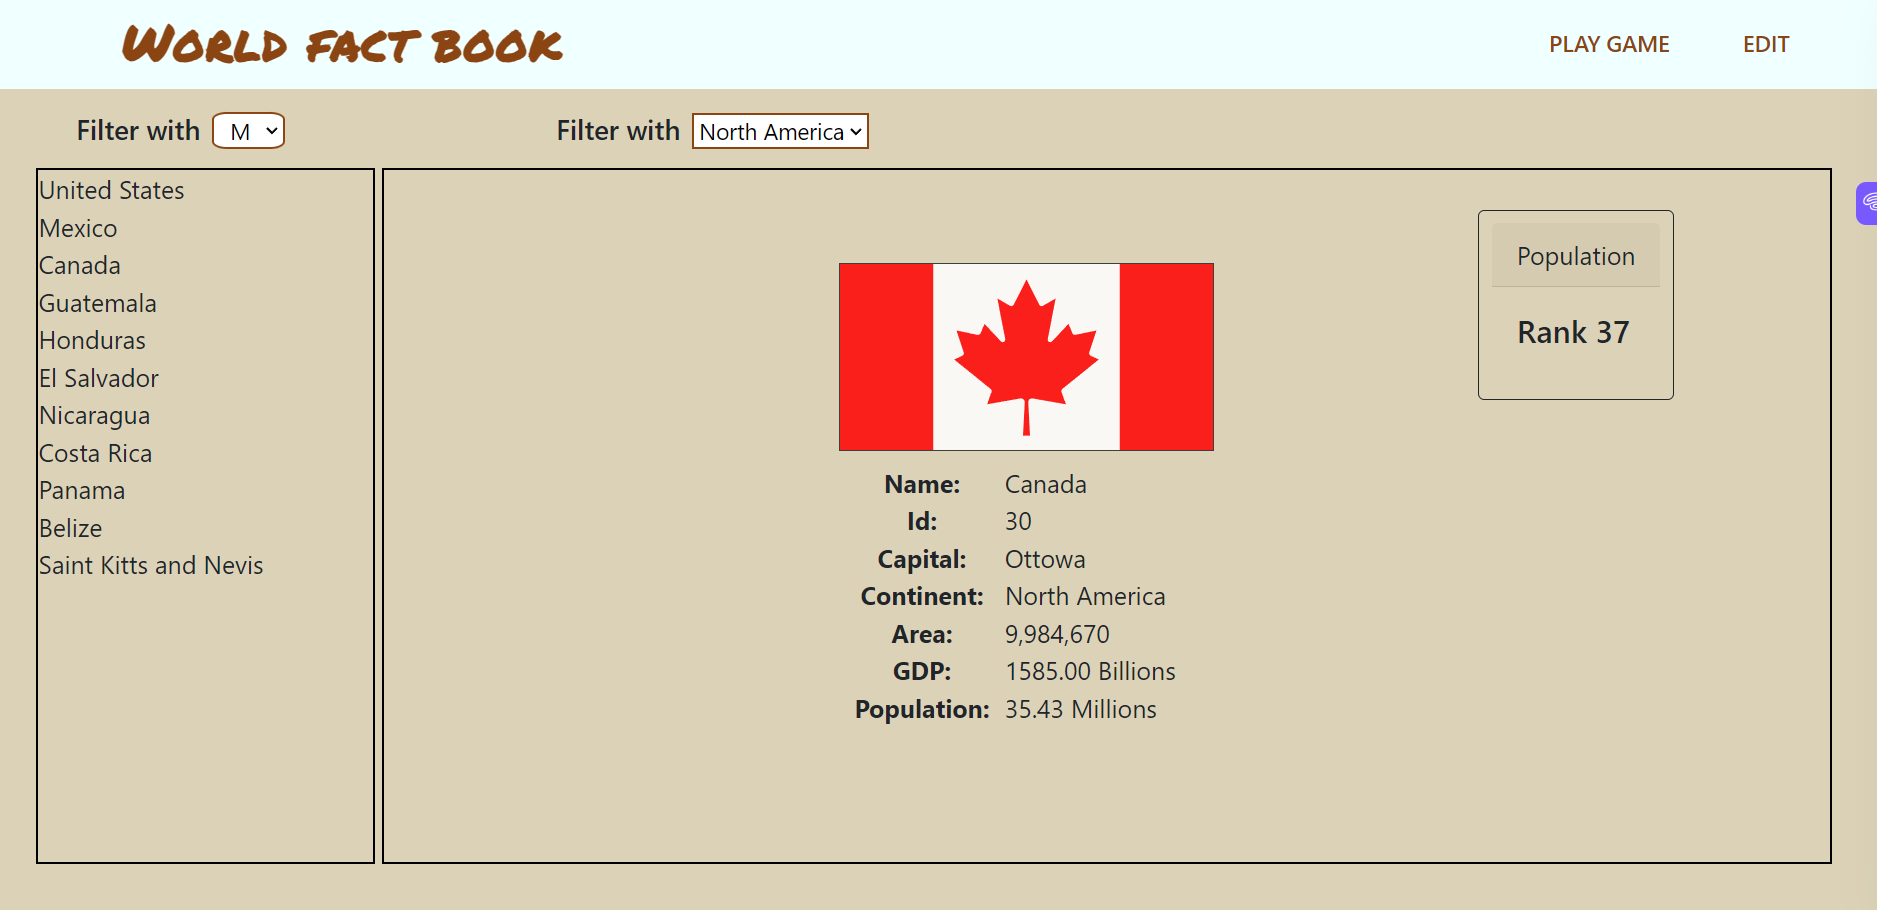 World fact book
PLAY GAME
EDIT
Filter with M
Filter with North America
United States
Mexico
Canada
Guatemala
Honduras
El Salvador
Nicaragua
Costa Rica
Panama
Belize
Saint Kitts and Nevis
Population
Rank 37
Name: Canada
Id: 30
Capital: Ottowa
Continent: North America
Area: 9,984,670
GDP: 1585.00 Billions
Population: 35.43 Millions